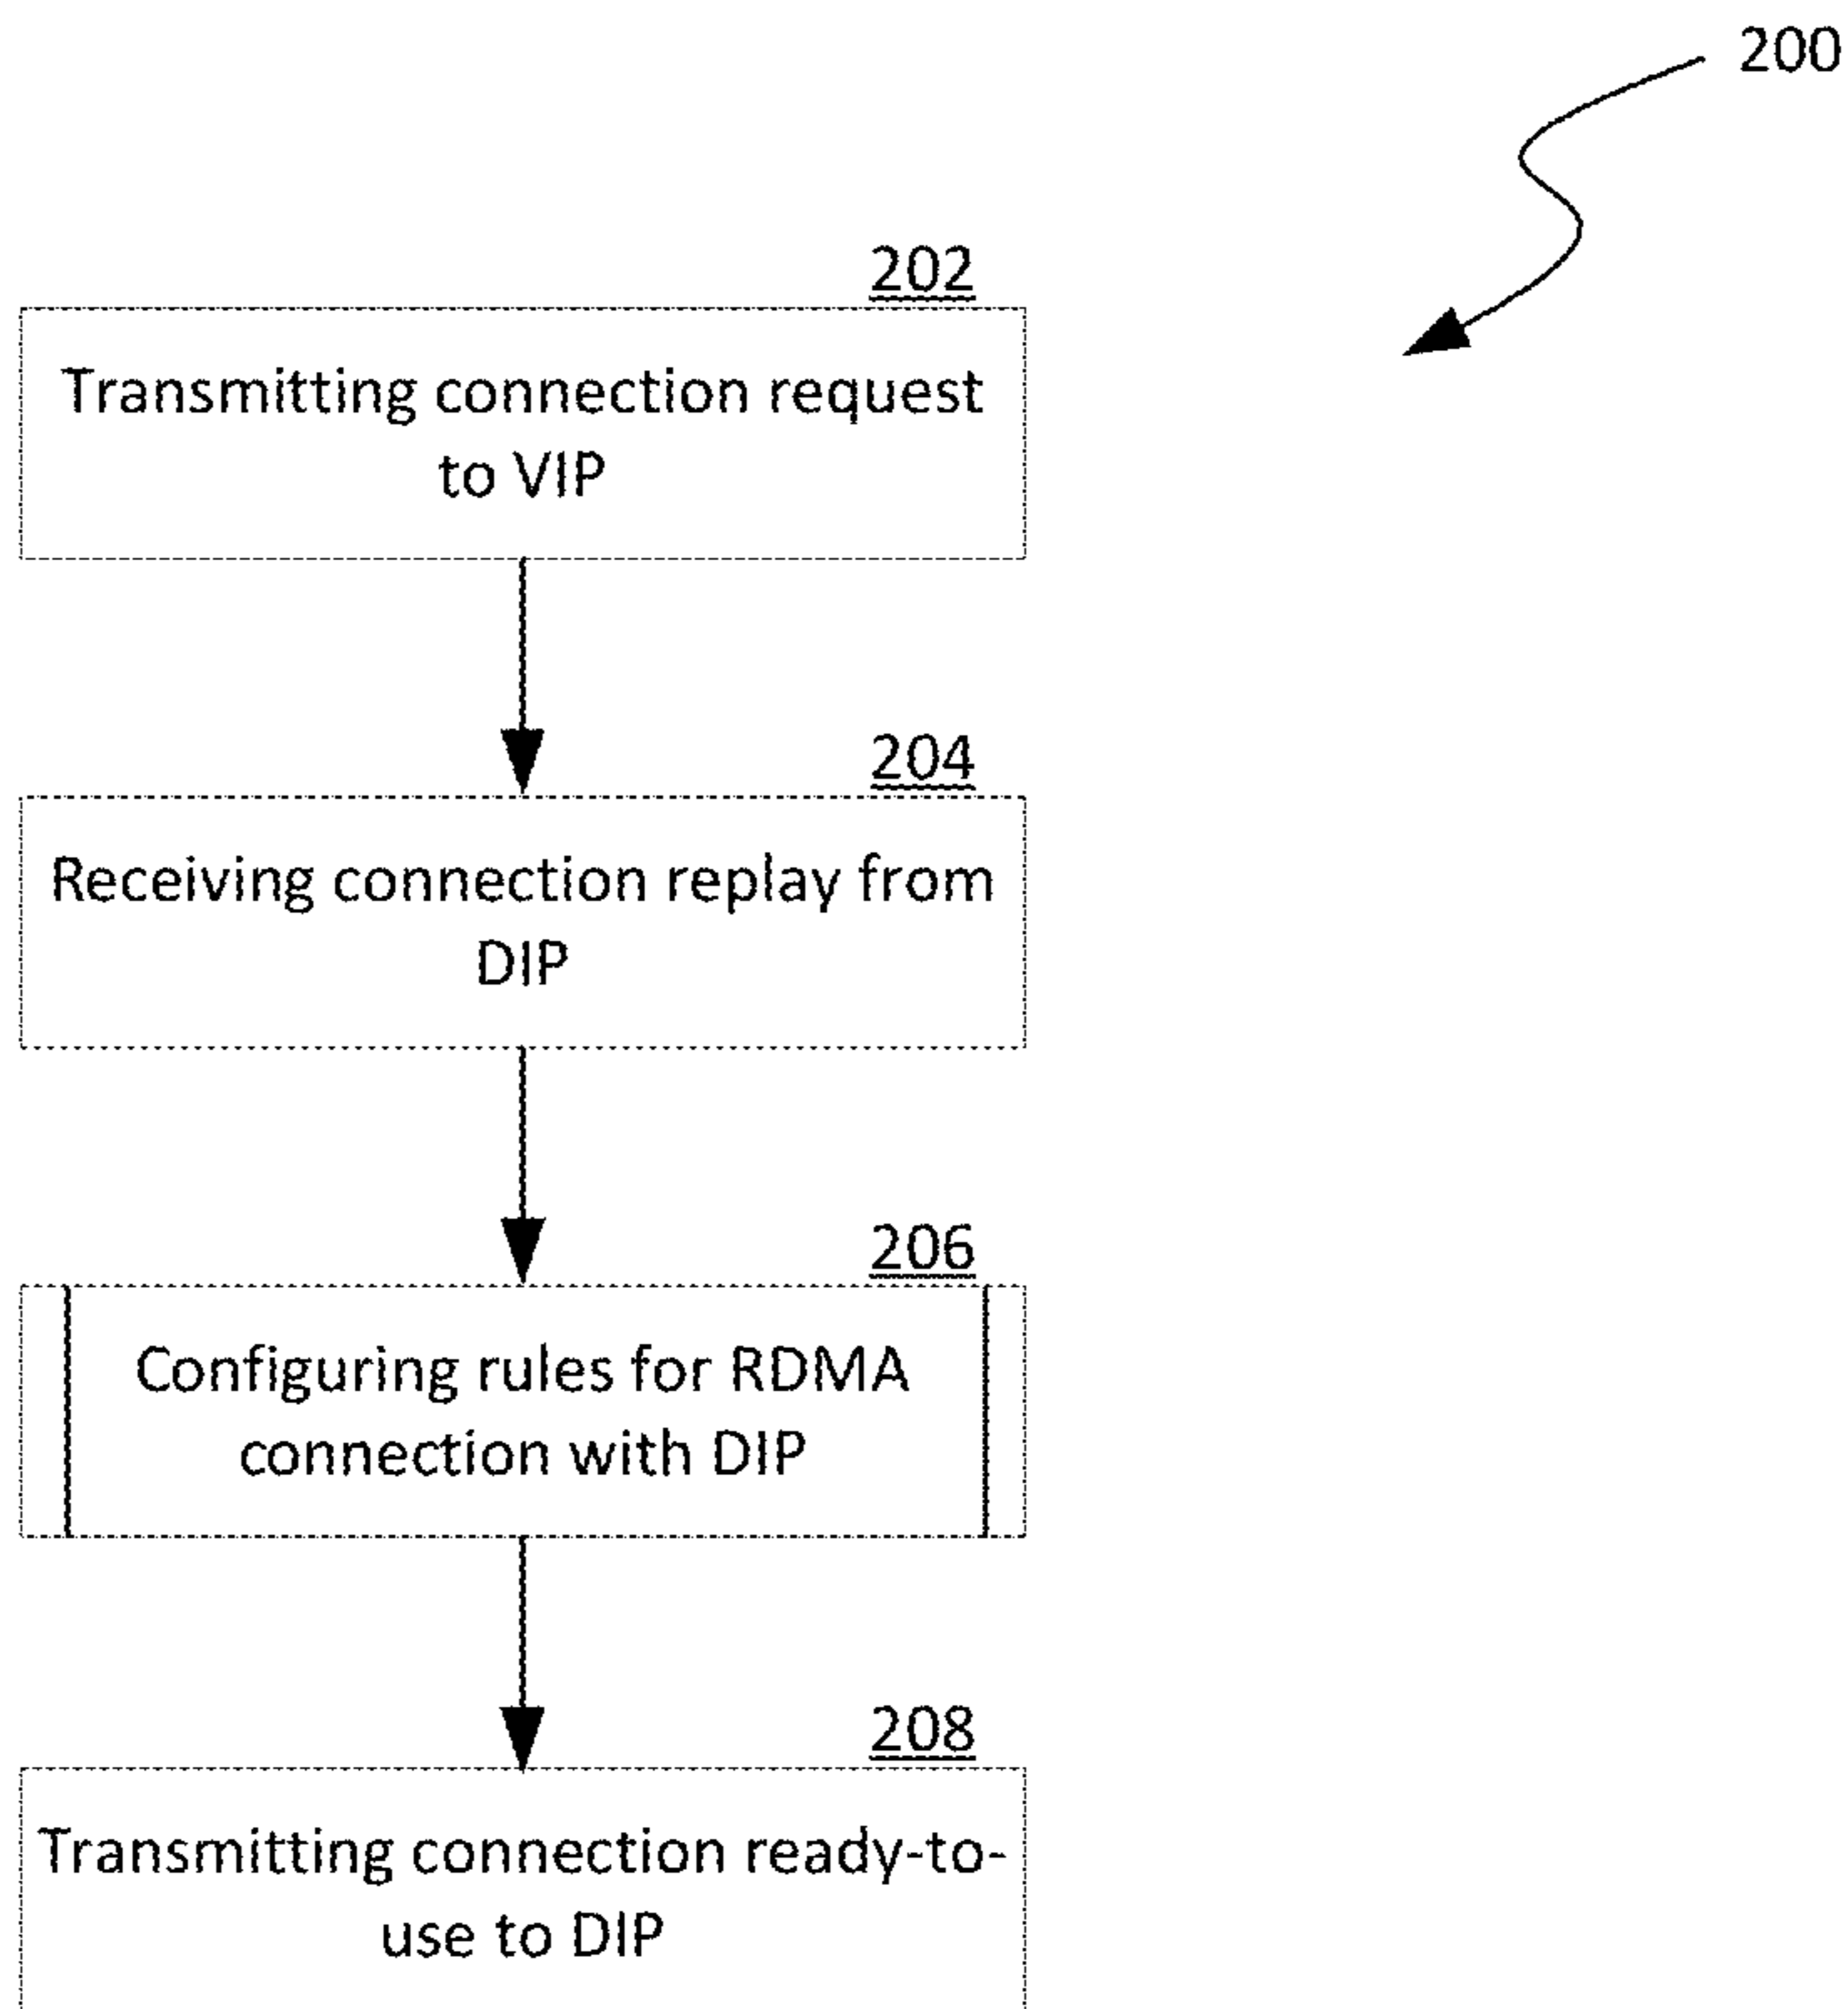 200
202
Transmitting connection request
to VIP
204
Receiving connection replay from
DIP
206
Configuring rules for RDMA
connection with DIP
208
Transmitting connection ready-to-
use to DIP